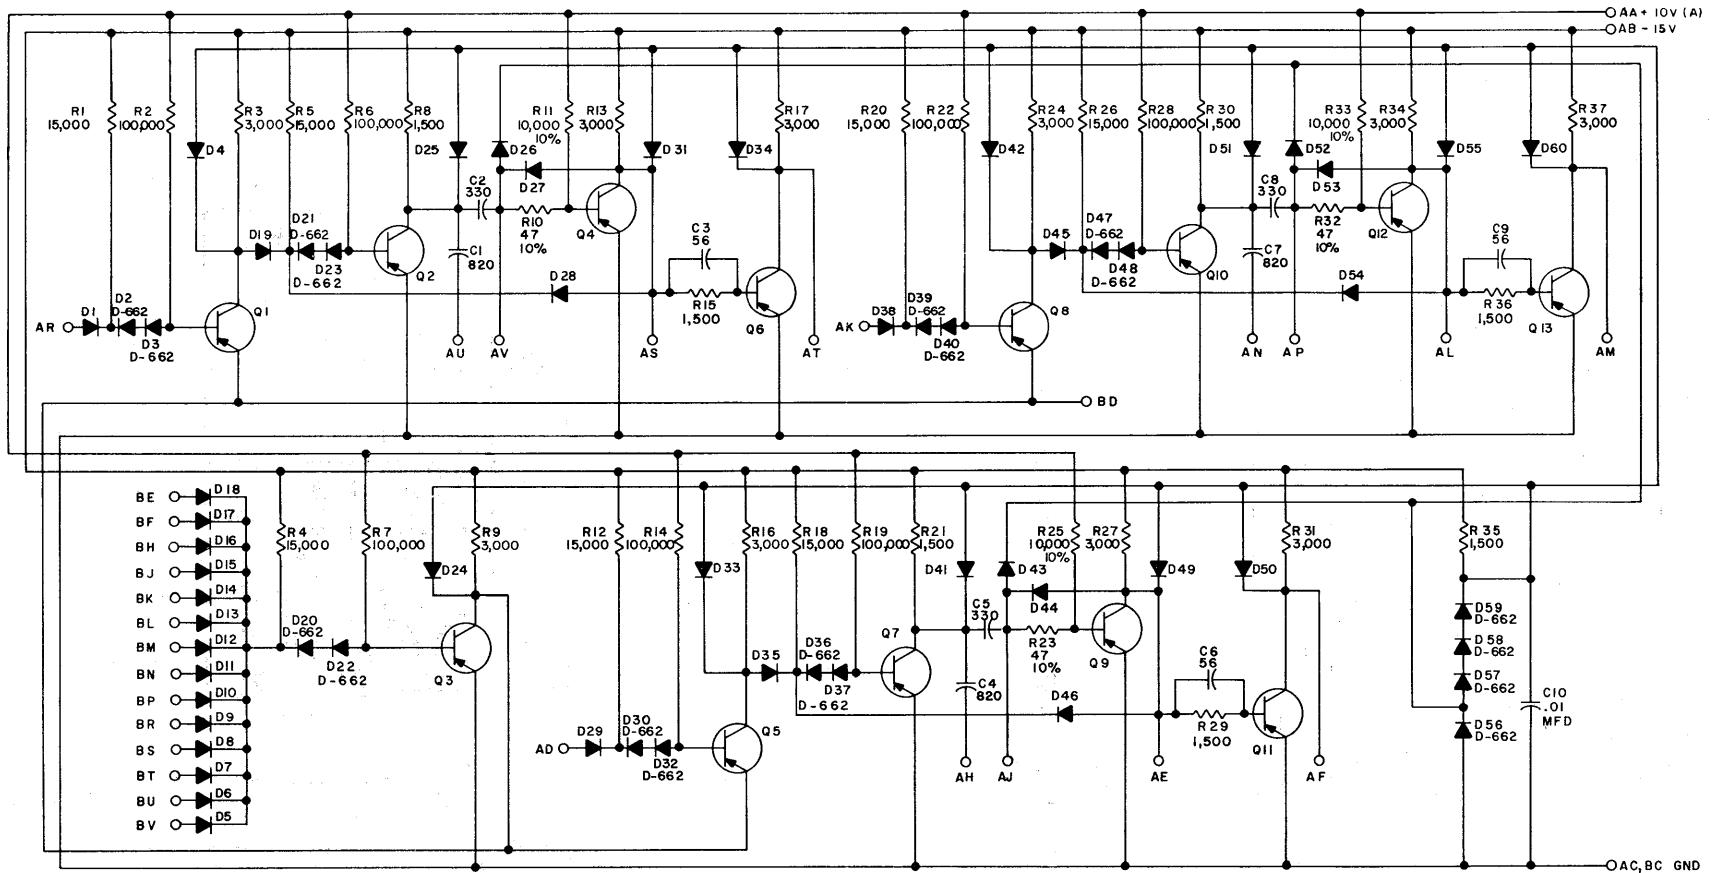 AA + 10V (A)
AB - 15V
R1
15,000
R2
100,000
R3
3,000
R5
15,000
R6
100,000
R8
1,500
R11
10,000
10%
R13
3,000
R17
3,000
R20
15,000
R22
100,000
R24
3,000
R26
15,000
R28
100,000
R30
1,500
R33
10,000
10%
R34
3,000
R37
3,000
D4
D25
D26
D27
D31
D34
D42
D51
D52
D53
D55
D60
C2
330
R10
47
10%
Q4
C8
330
R32
47
10%
Q12
D19
D21
D-662
D23
D-662
Q2
C1
820
C3
56
D28
R15
1,500
Q6
D45
D47
D-662
D48
D-662
Q10
C7
820
C9
56
D54
R36
1,500
Q13
AR
D1
D2
D-662
D3
D-662
Q1
AU
AV
AS
AT
AK
D38
D39
D-662
D40
D-662
Q8
AN
AP
AL
AM
BD
BE
D18
BF
D17
BH
D16
BJ
D15
BK
D14
BL
D13
BM
D12
BN
D11
BP
D10
BR
D9
BS
D8
BT
D7
BU
D6
BV
D5
R4
15,000
R7
100,000
R9
3,000
R12
15,000
R14
100,000
R16
3,000
R18
15,000
R19
100,000
R21
1,500
R25
10,000
10%
R27
3,000
R31
3,000
R35
1,500
D24
D33
D41
D43
D44
D49
D50
D20
D-662
D22
D-662
Q3
D35
D36
D-662
D37
D-662
Q7
C5
330
R23
47
10%
Q9
C4
820
C6
56
D46
R29
1,500
Q11
D59
D-662
D58
D-662
D57
D-662
D56
D-662
C10
.01
MFD
AD
D29
D30
D-662
D32
D-662
Q5
AH
AJ
AE
AF
AC, BC GND